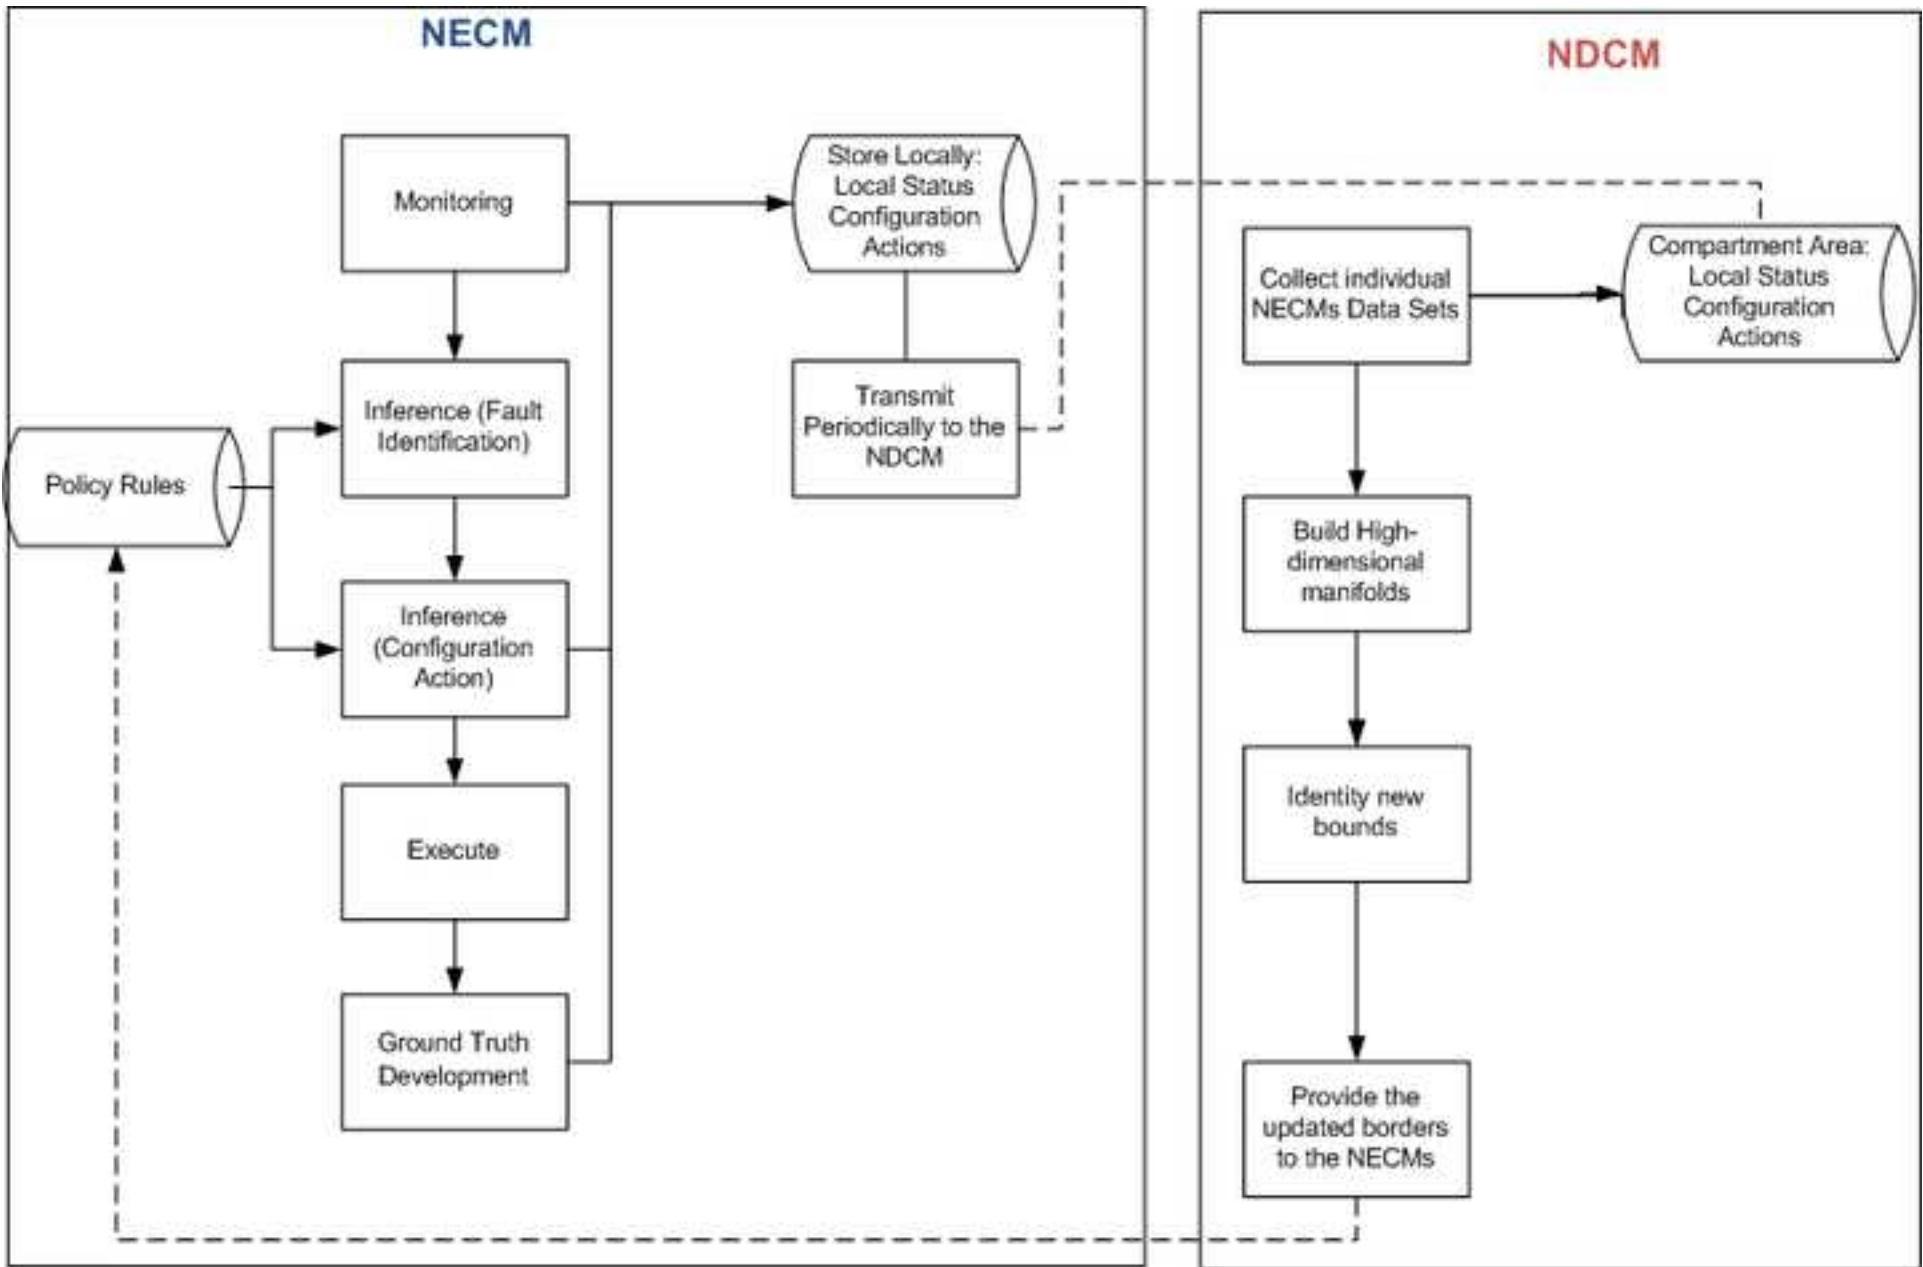 NECM
Monitoring
Store Locally:
Local Status
Configuration
Actions
Inference (Fault
Identification)
Transmit
Periodically to the
NDCM
Policy Rules
Inference
(Configuration
Action)
Execute
Ground Truth
Development
NDCM
Collect individual
NECMs Data Sets
Compartment Area:
Local Status
Configuration
Actions
Build High-
dimensional
manifolds
Identity new
bounds
Provide the
updated borders
to the NECMs